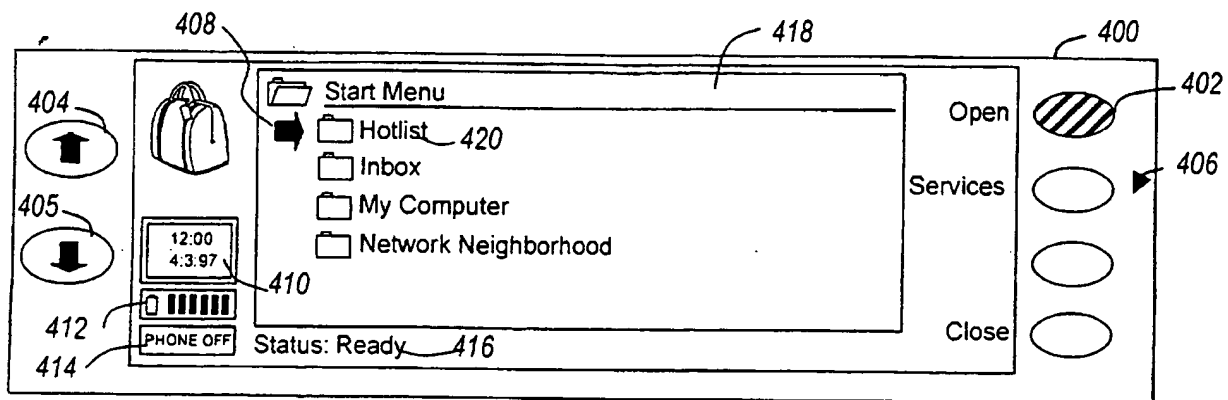 408
418
400
404
Start Menu
Open
402
Hotlist 420
Inbox
Services
406
405
My Computer
12:00
4:3:97
410
Network Neighborhood
412
Close
PHONE OFF
Status: Ready 416
414